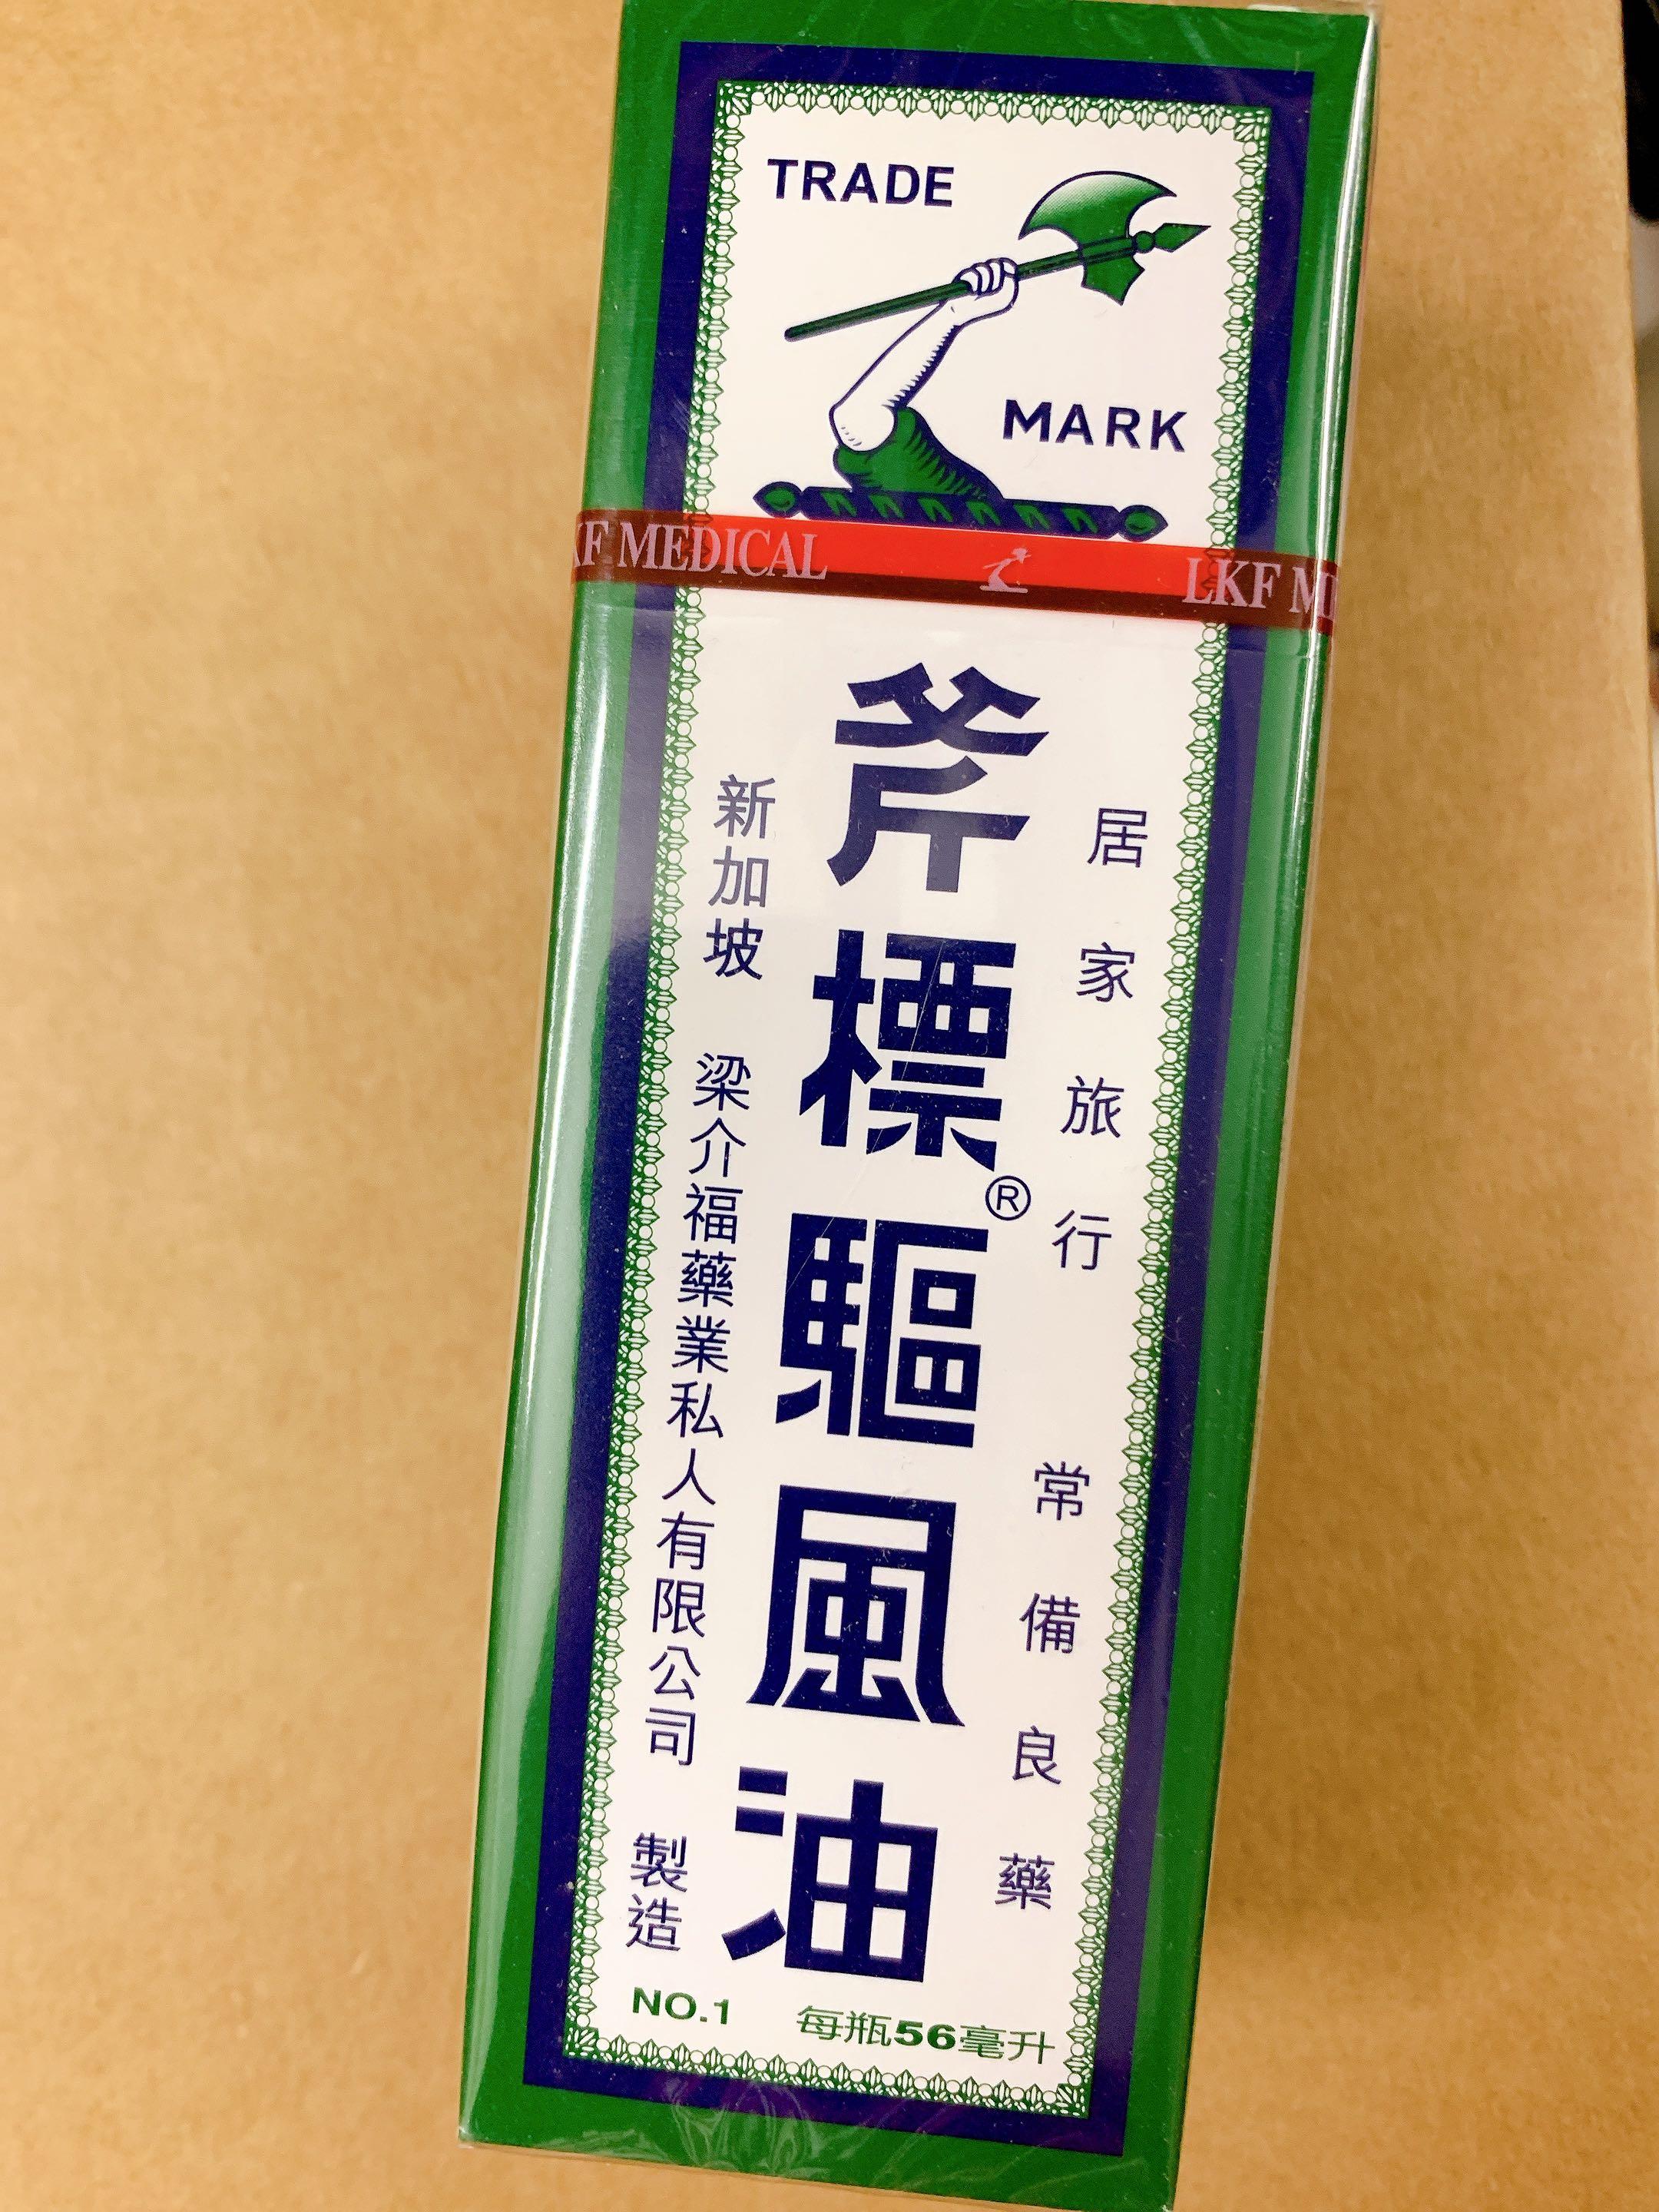 TRADE
MARK
KF MEDICAL
LKF M
居家旅行 常備良藥
斧標驅風油
®
新加坡 梁介福藥業私人有限公司 製造
NO.1 每瓶56毫升